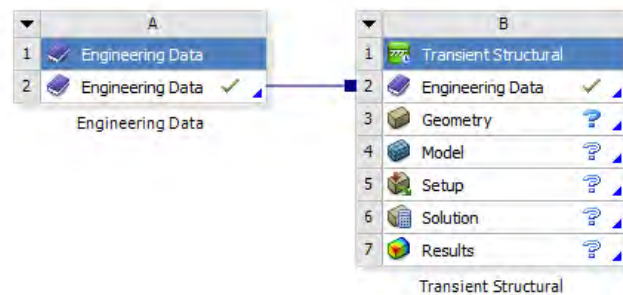 A
1 Engineering Data
2 Engineering Data
Engineering Data
B
1 Transient Structural
2 Engineering Data
3 Geometry ?
4 Model ?
5 Setup ?
6 Solution ?
7 Results ?
Transient Structural